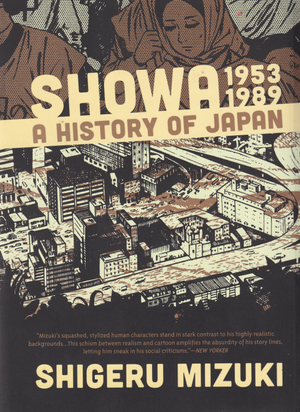 SHOWA
1953
1989
A HISTORY OF JAPAN
"Mizuki's squashed, stylized human characters stand in stark contrast to his highly realistic
backgrounds...This schism between realism and cartoon amplifies the absurdity of his story lines,
letting him sneak in his social criticisms."—NEW YORKER
SHIGERU MIZUKI